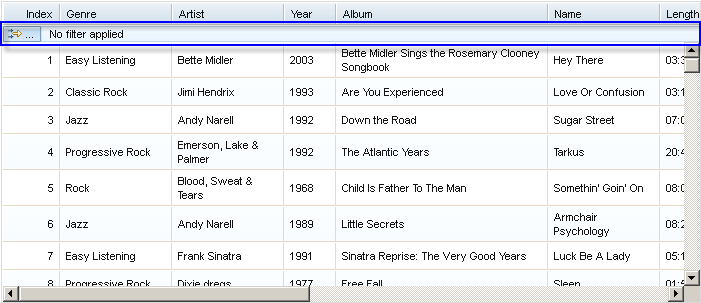 Index Genre Artist Year Album Name Length
... No filter applied
1 Easy Listening Bette Midler 2003 Bette Midler Sings the Rosemary Clooney Songbook Hey There 03:3
2 Classic Rock Jimi Hendrix 1993 Are You Experienced Love Or Confusion 03:1
3 Jazz Andy Narell 1992 Down the Road Sugar Street 07:0
4 Progressive Rock Emerson, Lake & Palmer 1992 The Atlantic Years Tarkus 20:4
5 Rock Blood, Sweat & Tears 1968 Child Is Father To The Man Somethin' Goin' On 08:0
6 Jazz Andy Narell 1989 Little Secrets Armchair Psychology 08:2
7 Easy Listening Frank Sinatra 1991 Sinatra Reprise: The Very Good Years Luck Be A Lady 05:1
8 Progressive Rock Dixie dregs 1977 Free Fall Sleep 01:5